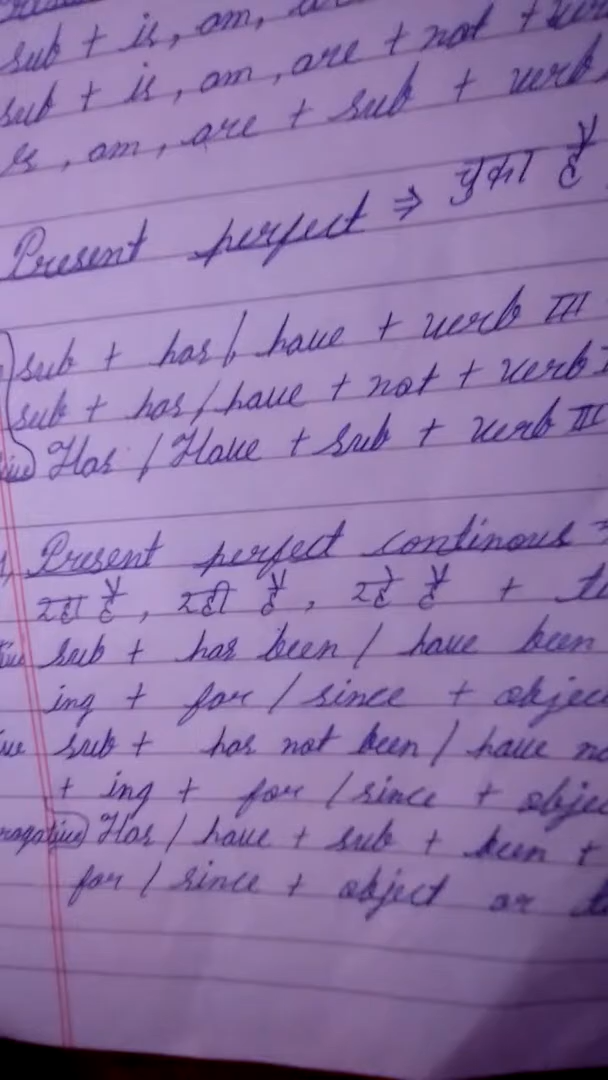 sub + is, am,
sub + is, am, are + not +
is, am, are + sub + verb
Present perfect ⇒ चुका है
sub + has / have + verb III
sub + has / have + not + verb
Has / Have + sub + verb III
Present perfect continous
रहा है, रही है, रहे है +
sub + has been / have been
ing + for / since +
sub + has not been / have
+ ing + for / since +
Has / have + sub + been +
for / since + object or